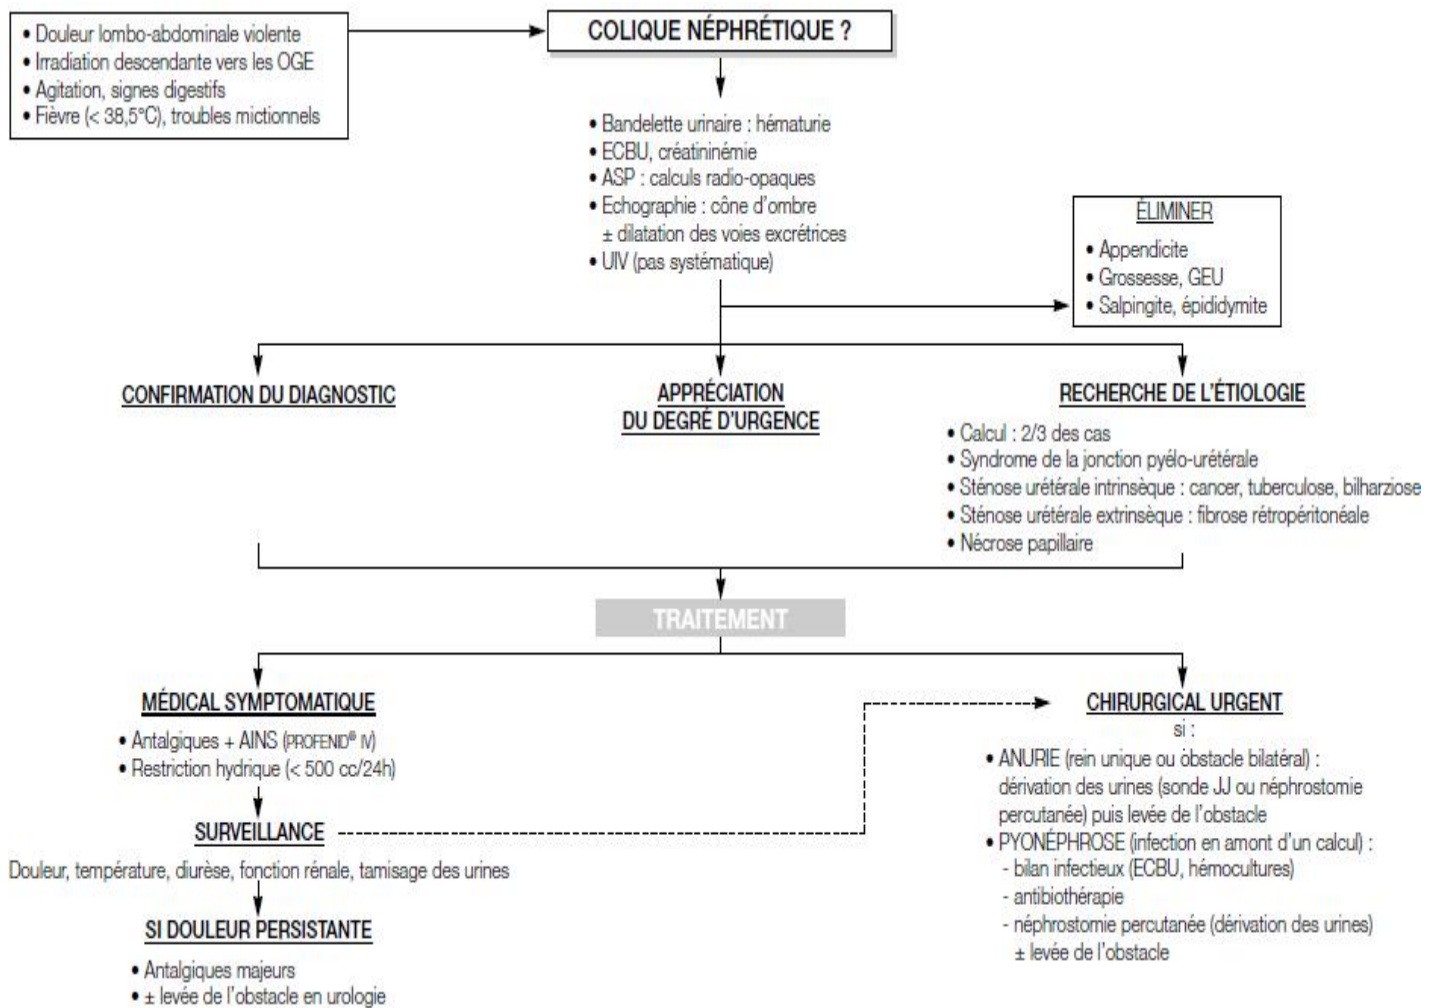 • Douleur lombo-abdominale violente
• Irradiation descendante vers les OGE
• Agitation, signes digestifs
• Fièvre (< 38,5°C), troubles mictionnels
COLIQUE NÉPHRÉTIQUE ?
• Bandelette urinaire : hématurie
• ECBU, créatininémie
• ASP : calculs radio-opaques
• Echographie : cône d'ombre
± dilatation des voies excrétrices
• UIV (pas systématique)
ÉLIMINER
• Appendicite
• Grossesse, GEU
• Salpingite, épididymite
CONFIRMATION DU DIAGNOSTIC
APPRÉCIATION
DU DEGRÉ D'URGENCE
RECHERCHE DE L'ÉTIOLOGIE
• Calcul : 2/3 des cas
• Syndrome de la jonction pyélo-urétérale
• Sténose urétérale intrinsèque : cancer, tuberculose, bilharziose
• Sténose urétérale extrinsèque : fibrose rétropéritonéale
• Nécrose papillaire
TRAITEMENT
MÉDICAL SYMPTOMATIQUE
• Antalgiques + AINS (PROFENID® IV)
• Restriction hydrique (< 500 cc/24h)
SURVEILLANCE
Douleur, température, diurèse, fonction rénale, tamisage des urines
SI DOULEUR PERSISTANTE
• Antalgiques majeurs
• ± levée de l'obstacle en urologie
CHIRURGICAL URGENT
si :
• ANURIE (rein unique ou obstacle bilatéral) :
dérivation des urines (sonde JJ ou néphrostomie
percutanée) puis levée de l'obstacle
• PYONÉPHROSE (infection en amont d'un calcul) :
- bilan infectieux (ECBU, hémocultures)
- antibiothérapie
- néphrostomie percutanée (dérivation des urines)
± levée de l'obstacle